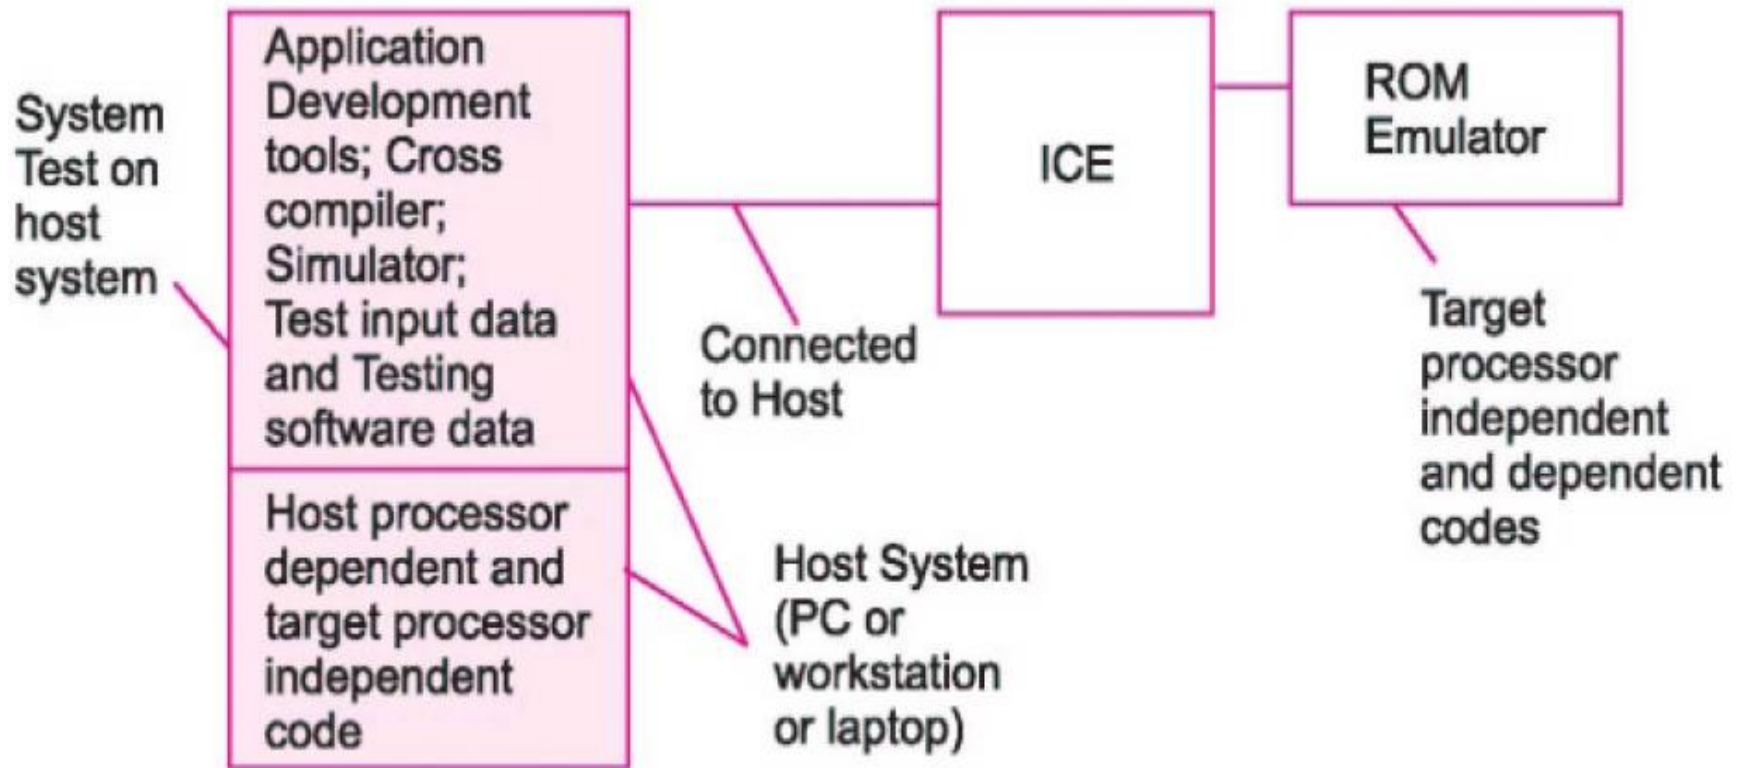 System
Test on
host
system
Application
Development
tools; Cross
compiler;
Simulator;
Test input data
and Testing
software data
Host processor
dependent and
target processor
independent
code
Connected
to Host
Host System
(PC or
workstation
or laptop)
ICE
ROM
Emulator
Target
processor
independent
and dependent
codes